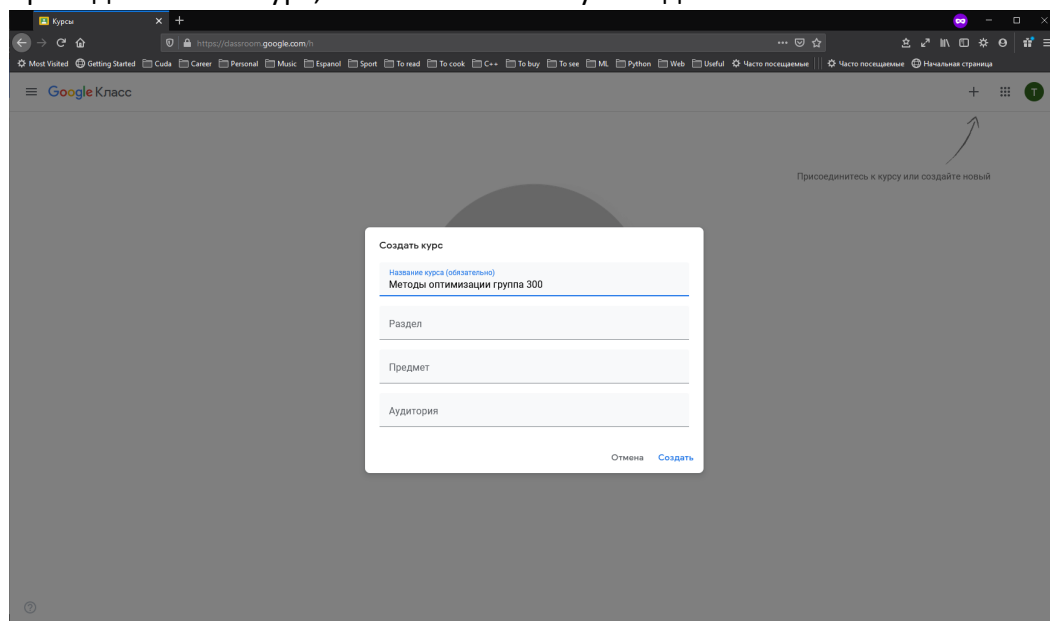 Курсы
https://classroom.google.com/h
Most Visited Getting Started Cuda Career Personal Music Espanol Sport To read To cook C++ To buy To see ML Python Web Useful Часто посещаемые Часто посещаемые Начальная страница
Google Класс
T
Присоединитесь к курсу или создайте новый
Создать курс
Название курса (обязательно)
Методы оптимизации группа 300
Раздел
Предмет
Аудитория
Отмена Создать